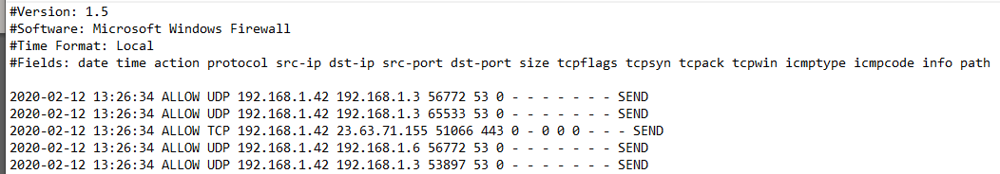 #Version: 1.5
#Software: Microsoft Windows Firewall
#Time Format: Local
#Fields: date time action protocol src-ip dst-ip src-port dst-port size tcpflags tcpsyn tcpack tcpwin icmptype icmpcode info path
2020-02-12 13:26:34 ALLOW UDP 192.168.1.42 192.168.1.3 56772 53 0 - - - - - - - SEND
2020-02-12 13:26:34 ALLOW UDP 192.168.1.42 192.168.1.3 65533 53 0 - - - - - - - SEND
2020-02-12 13:26:34 ALLOW TCP 192.168.1.42 23.63.71.155 51066 443 0 - 0 0 0 - - - SEND
2020-02-12 13:26:34 ALLOW UDP 192.168.1.42 192.168.1.6 56772 53 0 - - - - - - - SEND
2020-02-12 13:26:34 ALLOW UDP 192.168.1.42 192.168.1.3 53897 53 0 - - - - - - - SEND